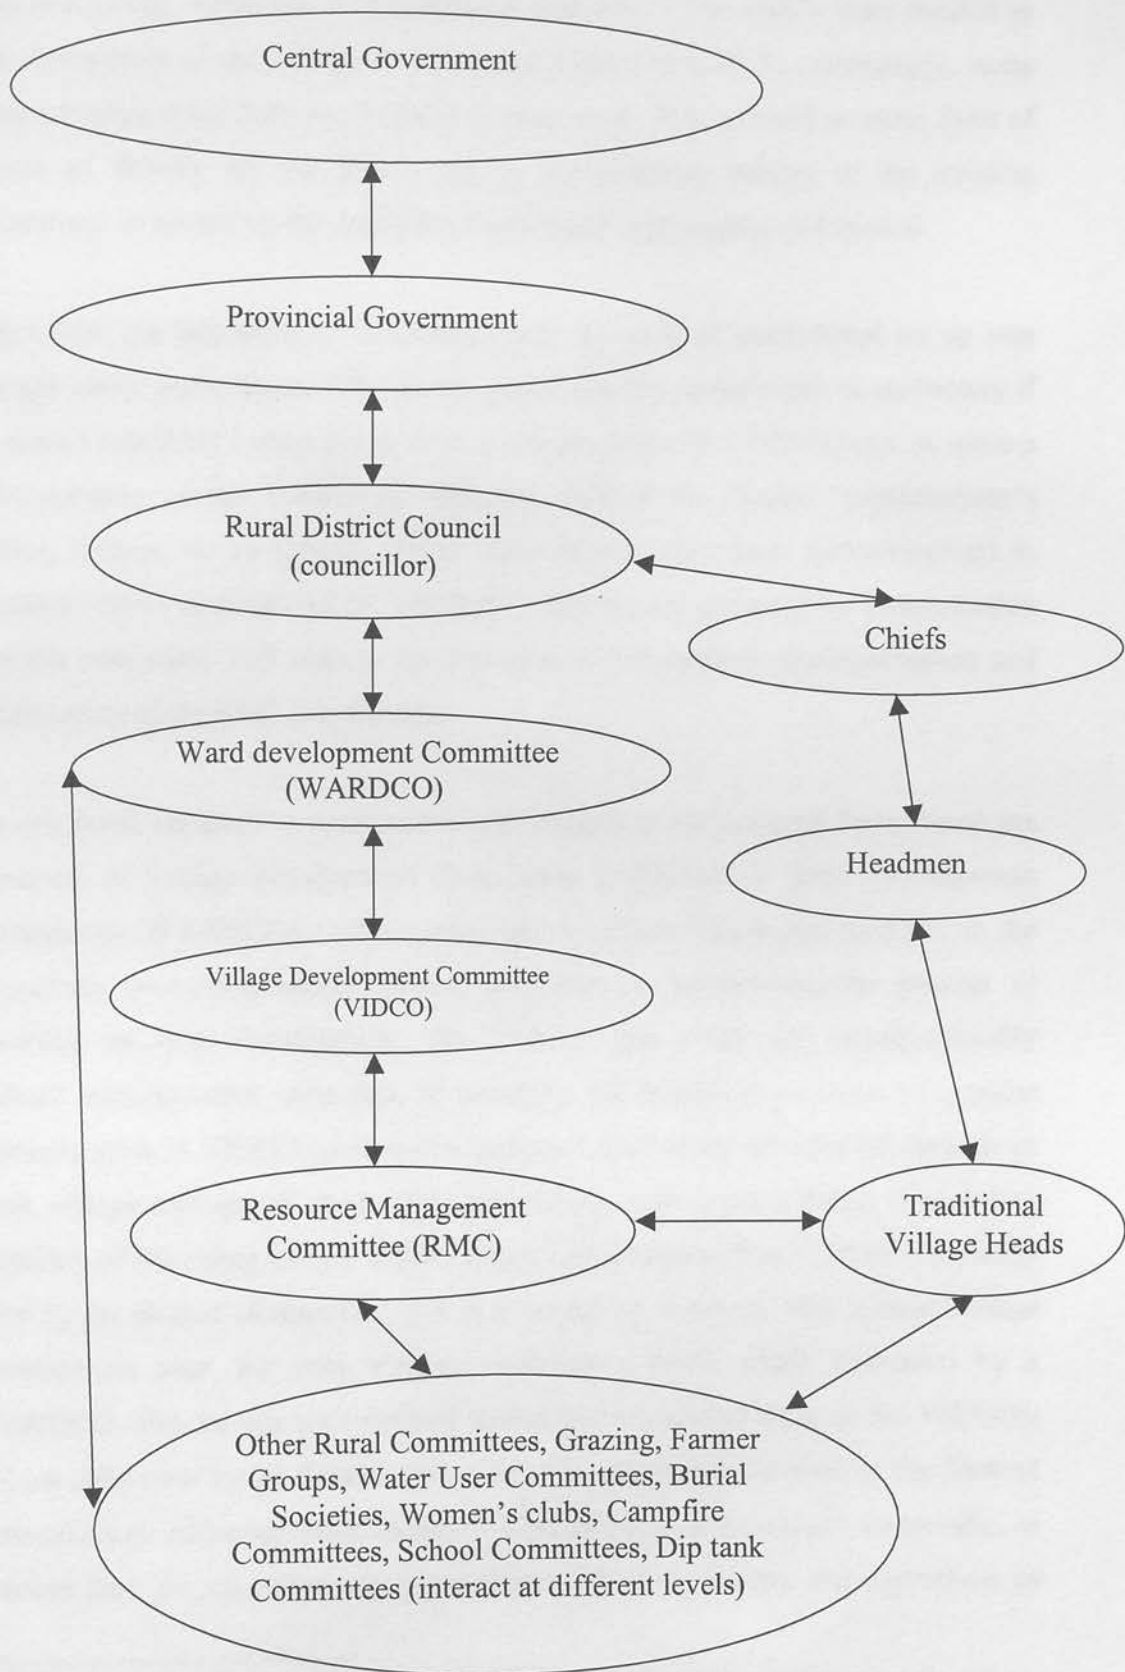 Central Government
Provincial Government
Rural District Council
(councillor)
Chiefs
Ward development Committee
(WARDCO)
Headmen
Village Development Committee
(VIDCO)
Resource Management
Committee (RMC)
Traditional
Village Heads
Other Rural Committees, Grazing, Farmer
Groups, Water User Committees, Burial
Societies, Women's clubs, Campfire
Committees, School Committees, Dip tank
Committees (interact at different levels)